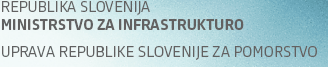 REPUBLIKA SLOVENIJA
MINISTRSTVO ZA INFRASTRUKTURO
UPRAVA REPUBLIKE SLOVENIJE ZA POMORSTVO